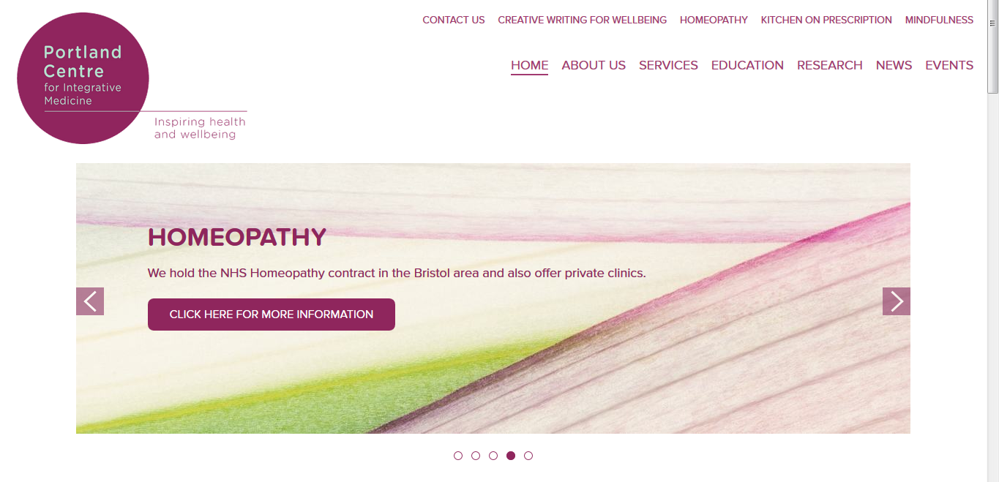 CONTACT US CREATIVE WRITING FOR WELLBEING HOMEOPATHY KITCHEN ON PRESCRIPTION MINDFULNESS
Portland
Centre
for Integrative
Medicine
Inspiring health
and wellbeing
HOME ABOUT US SERVICES EDUCATION RESEARCH NEWS EVENTS
HOMEOPATHY
We hold the NHS Homeopathy contract in the Bristol area and also offer private clinics.
CLICK HERE FOR MORE INFORMATION